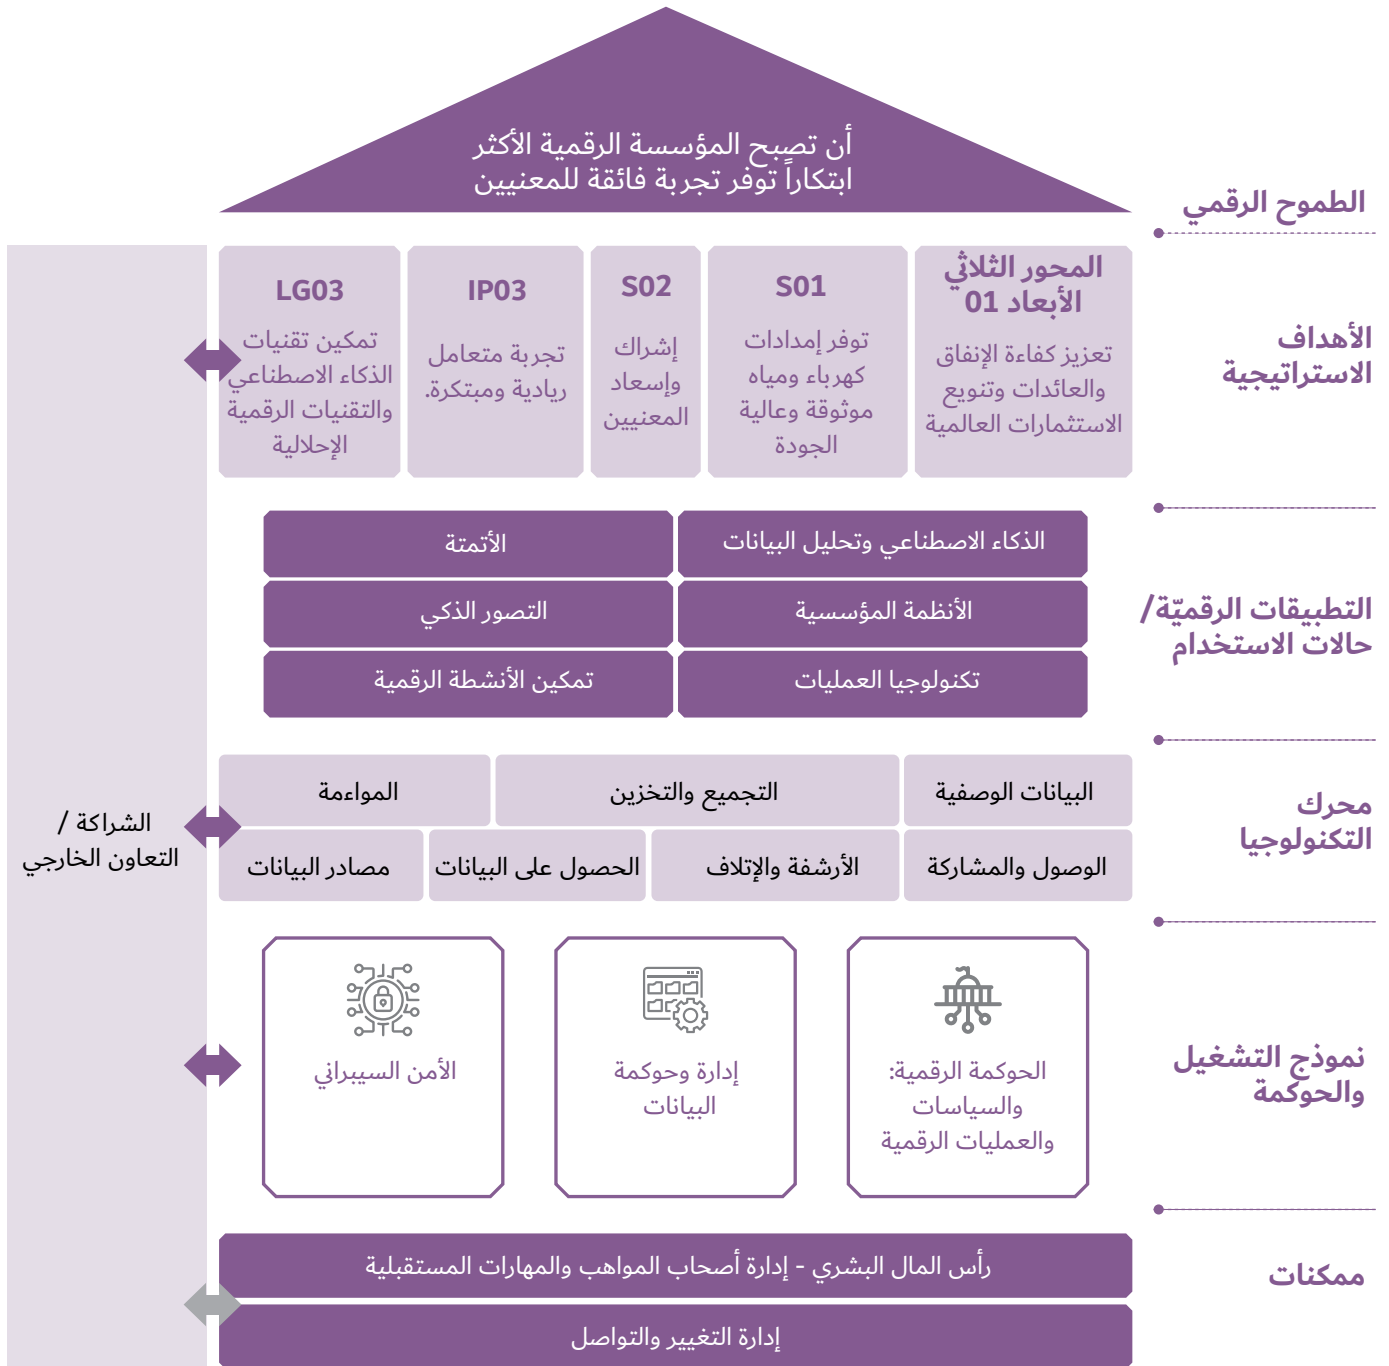 أن تصبح المؤسسة الرقمية الأكثر
ابتكاراً توفر تجربة فائقة للمعنيين
الطموح الرقمي
الأهداف
الاستراتيجية
المحور الثلاثي
الأبعاد 01
تعزيز كفاءة الإنفاق
والعائدات وتنويع
الاستثمارات العالمية
S01
توفر إمدادات
كهرباء ومياه
موثوقة وعالية
الجودة
S02
إشراك
وإسعاد
المعنيين
IP03
تجربة متعامل
ريادية ومبتكرة.
LG03
تمكين تقنيات
الذكاء الاصطناعي
والتقنيات الرقمية
الإحلالية
التطبيقات الرقميّة/
حالات الاستخدام
الذكاء الاصطناعي وتحليل البيانات
الأتمتة
الأنظمة المؤسسية
التصور الذكي
تكنولوجيا العمليات
تمكين الأنشطة الرقمية
محرك
التكنولوجيا
البيانات الوصفية
التجميع والتخزين
المواءمة
الوصول والمشاركة
الأرشفة والإتلاف
الحصول على البيانات
مصادر البيانات
الشراكة /
التعاون الخارجي
نموذج التشغيل
والحوكمة
الحوكمة الرقمية:
والسياسات
والعمليات الرقمية
إدارة وحوكمة
البيانات
الأمن السيبراني
ممكنات
رأس المال البشري - إدارة أصحاب المواهب والمهارات المستقبلية
إدارة التغيير والتواصل